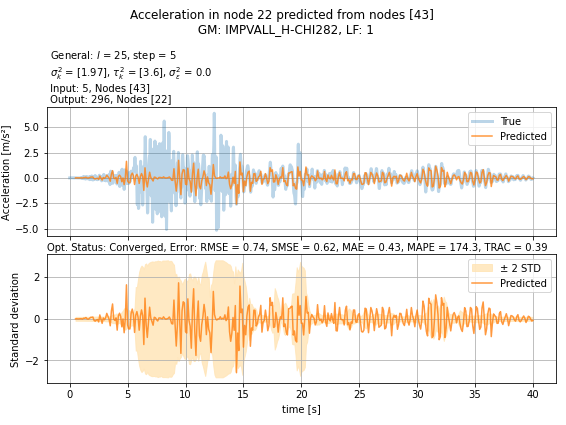 Acceleration in node 22 predicted from nodes [43]
GM: IMPVALL_H-CHI282, LF: 1
General: l = 25, step = 5
σ²ₖ = [1.97], τ²ₖ = [3.6], σ²ε = 0.0
Input: 5, Nodes [43]
Output: 296, Nodes [22]
Acceleration [m/s²]
5.0
2.5
0.0
−2.5
−5.0
True
Predicted
Opt. Status: Converged, Error: RMSE = 0.74, SMSE = 0.62, MAE = 0.43, MAPE = 174.3, TRAC = 0.39
Standard deviation
2
0
−2
± 2 STD
Predicted
0 5 10 15 20 25 30 35 40
time [s]